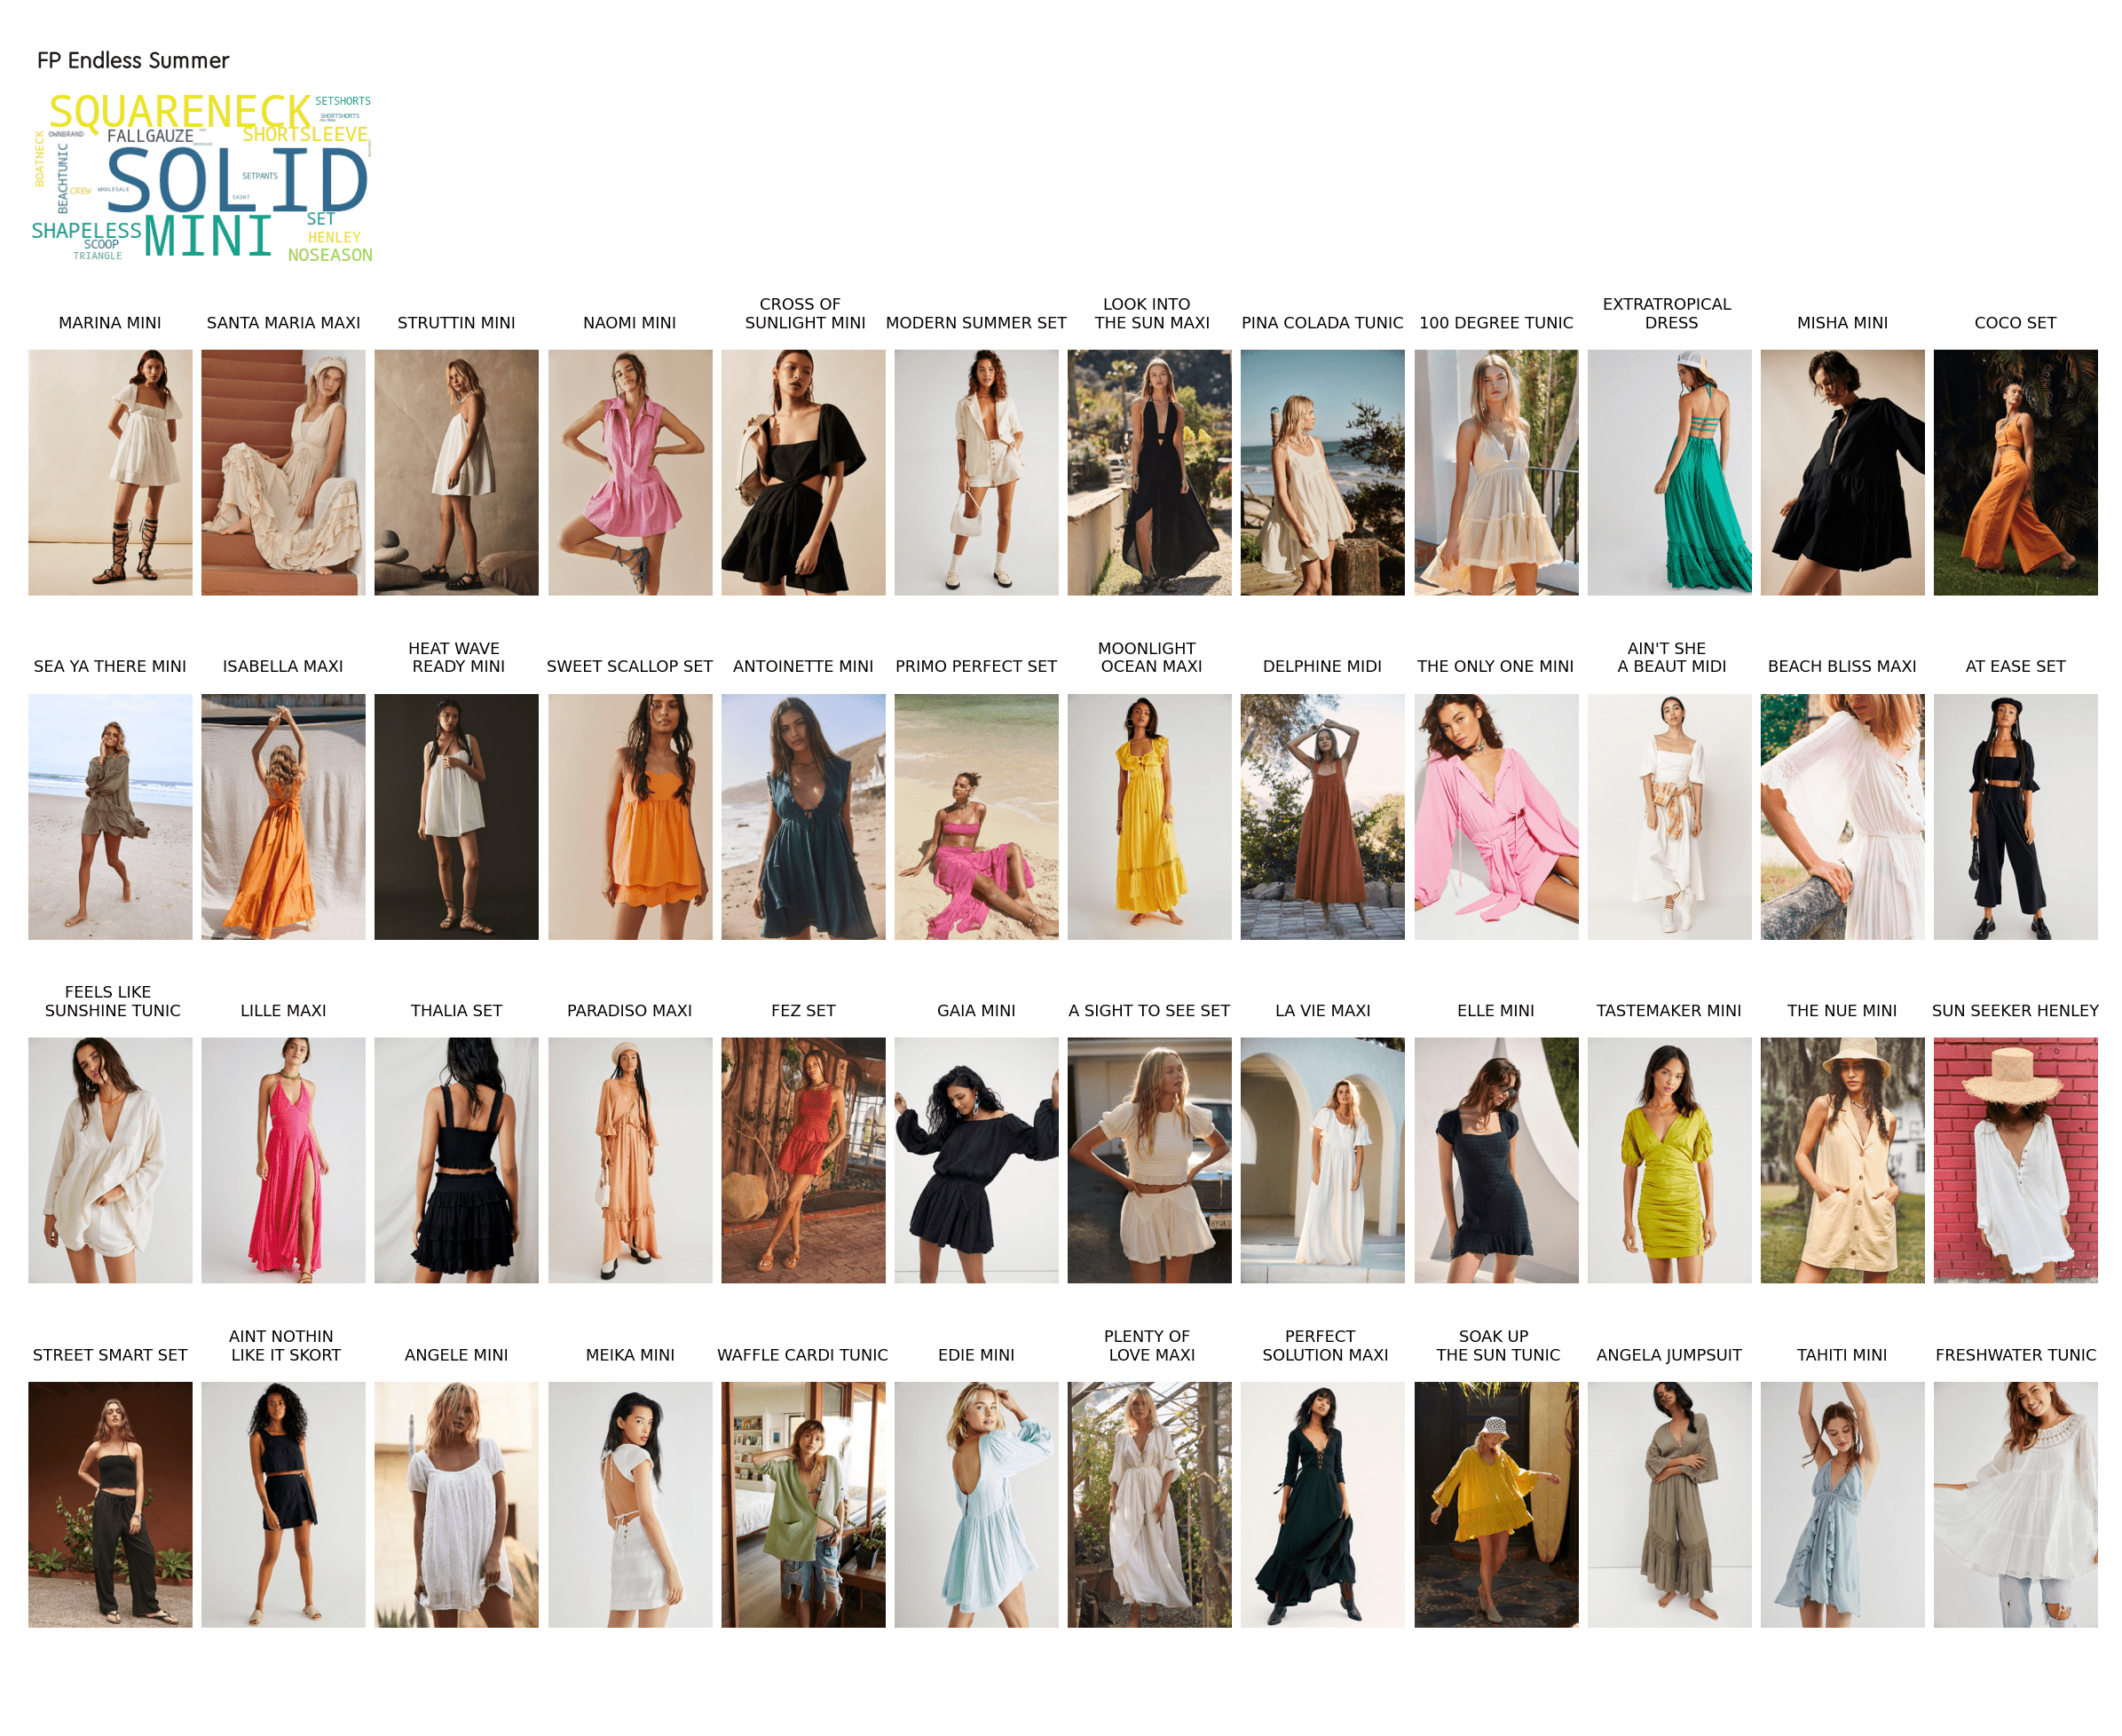 FP Endless Summer
SQUARENECK
SETSHORTS
SHORTSHORTS
OWNBRAND
FALLGAUZE
SHORTSLEEVE
BOATNECK
BEACHTUNIC
SOLID
SETPANTS
CREW
WHOLESALE
SHORT
SHAPELESS
MINI
SET
SCOOP
HENLEY
TRIANGLE
NOSEASON
MARINA MINI
SANTA MARIA MAXI
STRUTTIN MINI
NAOMI MINI
CROSS OF
SUNLIGHT MINI
MODERN SUMMER SET
LOOK INTO
THE SUN MAXI
PINA COLADA TUNIC
100 DEGREE TUNIC
EXTRATROPICAL
DRESS
MISHA MINI
COCO SET
SEA YA THERE MINI
ISABELLA MAXI
HEAT WAVE
READY MINI
SWEET SCALLOP SET
ANTOINETTE MINI
PRIMO PERFECT SET
MOONLIGHT
OCEAN MAXI
DELPHINE MIDI
THE ONLY ONE MINI
AIN'T SHE
A BEAUT MIDI
BEACH BLISS MAXI
AT EASE SET
FEELS LIKE
SUNSHINE TUNIC
LILLE MAXI
THALIA SET
PARADISO MAXI
FEZ SET
GAIA MINI
A SIGHT TO SEE SET
LA VIE MAXI
ELLE MINI
TASTEMAKER MINI
THE NUE MINI
SUN SEEKER HENLEY
STREET SMART SET
AINT NOTHIN
LIKE IT SKORT
ANGELE MINI
MEIKA MINI
WAFFLE CARDI TUNIC
EDIE MINI
PLENTY OF
LOVE MAXI
PERFECT
SOLUTION MAXI
SOAK UP
THE SUN TUNIC
ANGELA JUMPSUIT
TAHITI MINI
FRESHWATER TUNIC